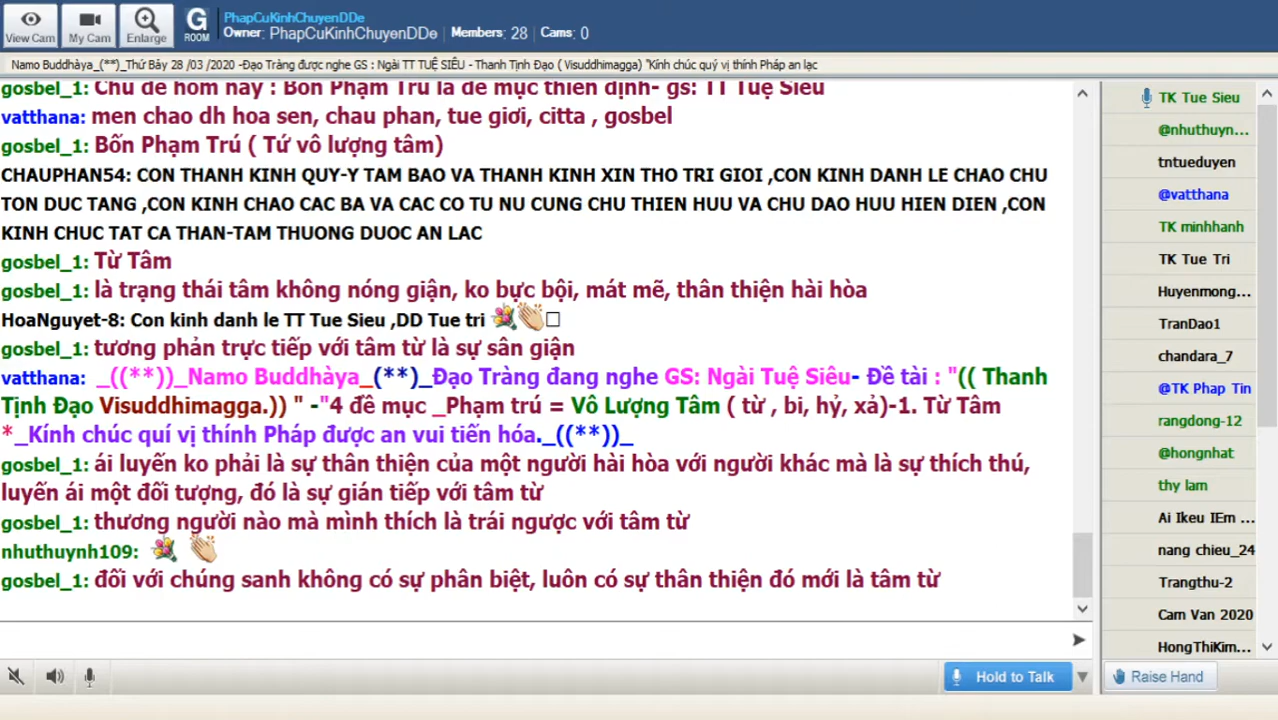 View Cam
My Cam
Enlarge
G
ROOM
PhapCuKinhChuyenDDe
Owner: PhapCuKinhChuyenDDe Members: 28 Cams: 0
Namo Buddhàya_(**)_Thứ Bảy 28 /03 /2020 -Đạo Tràng được nghe GS : Ngài TT TUỆ SIÊU - Thanh Tịnh Đạo ( Visuddhimagga) "Kính chúc quý vị thính Pháp an lạc
gosbel_1: Chủ đề hôm nay : Bốn Phạm Trú là đề mục thiền định- gs: TT Tuệ Siêu
vatthana: men chao dh hoa sen, chau phan, tue giơi, citta , gosbel
gosbel_1: Bốn Phạm Trú ( Tứ vô lượng tâm)
CHAUPHAN54: CON THANH KINH QUY-Y TAM BAO VA THANH KINH XIN THO TRI GIOI ,CON KINH DANH LE CHAO CHU
TON DUC TANG ,CON KINH CHAO CAC BA VA CAC CO TU NU CUNG CHU THIEN HUU VA CHU DAO HUU HIEN DIEN ,CON
KINH CHUC TAT CA THAN-TAM THUONG DUOC AN LAC
gosbel_1: Từ Tâm
gosbel_1: là trạng thái tâm không nóng giận, ko bực bội, mát mẽ, thân thiện hài hòa
HoaNguyet-8: Con kinh danh le TT Tue Sieu ,DD Tue tri
gosbel_1: tương phản trực tiếp với tâm từ là sự sân giận
vatthana: _((**))_Namo Buddhàya_(**)_Đạo Tràng đang nghe GS: Ngài Tuệ Siêu- Đề tài : "(( Thanh
Tịnh Đạo Visuddhimagga.)) " -"4 đề mục _Phạm trú = Vô Lượng Tâm ( từ , bi, hỷ, xả)-1. Từ Tâm
*_Kính chúc quí vị thính Pháp được an vui tiến hóa._((**))_
gosbel_1: ái luyến ko phải là sự thân thiện của một người hài hòa với người khác mà là sự thích thú,
luyến ái một đối tượng, đó là sự gián tiếp với tâm từ
gosbel_1: thương người nào mà mình thích là trái ngược với tâm từ
nhuthuynh109:
gosbel_1: đối với chúng sanh không có sự phân biệt, luôn có sự thân thiện đó mới là tâm từ
Hold to Talk
TK Tue Sieu
@nhuthuyn...
tntueduyen
@vatthana
TK minhhanh
TK Tue Tri
Huyenmong...
TranDao1
chandara_7
@TK Phap Tin
rangdong-12
@hongnhat
thy lam
Ai Ikeu IEm ...
nang chieu_24
Trangthu-2
Cam Van 2020
HongThiKim...
Raise Hand